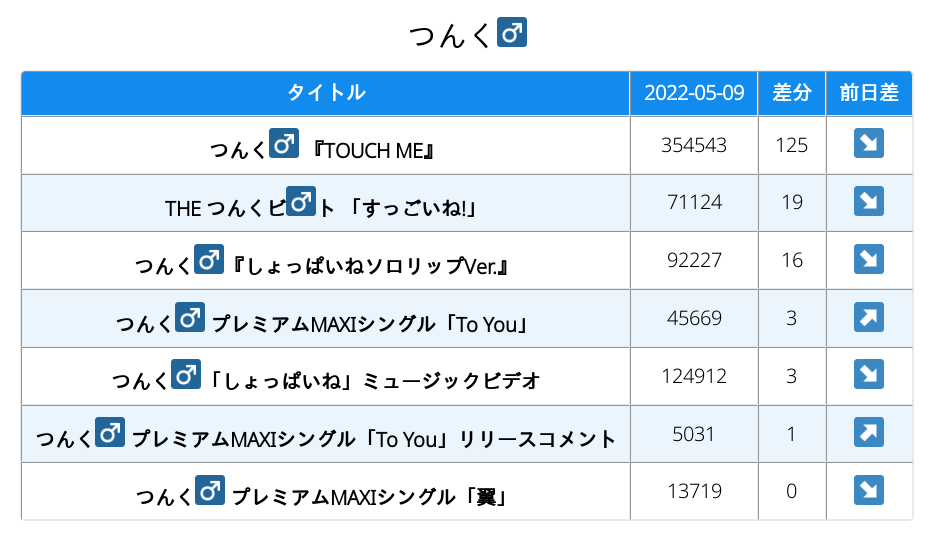 つんく♂
タイトル 2022-05-09 差分 前日差
つんく♂ 『TOUCH ME』 354543 125 ↘
THE つんくビ♂ト 「すっごいね!」 71124 19 ↘
つんく♂『しょっぱいねソロリップVer.』 92227 16 ↘
つんく♂ プレミアムMAXIシングル「To You」 45669 3 ↗
つんく♂「しょっぱいね」ミュージックビデオ 124912 3 ↘
つんく♂ プレミアムMAXIシングル「To You」リリースコメント 5031 1 ↗
つんく♂ プレミアムMAXIシングル「翼」 13719 0 ↘